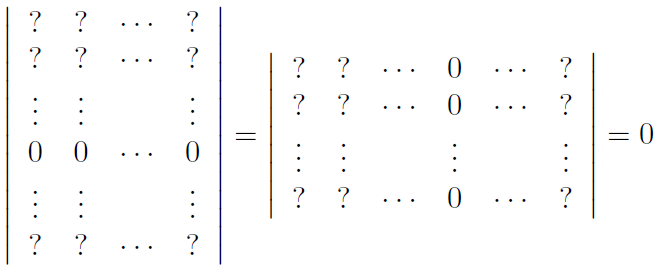 | ? ? ⋯ ? |
| ? ? ⋯ ? |
| ⋮ ⋮ ⋮ |
| 0 0 ⋯ 0 |
| ⋮ ⋮ ⋮ |
| ? ? ⋯ ? |
=
| ? ? ⋯ 0 ⋯ ? |
| ? ? ⋯ 0 ⋯ ? |
| ⋮ ⋮ ⋮ ⋮ |
| ? ? ⋯ 0 ⋯ ? |
= 0